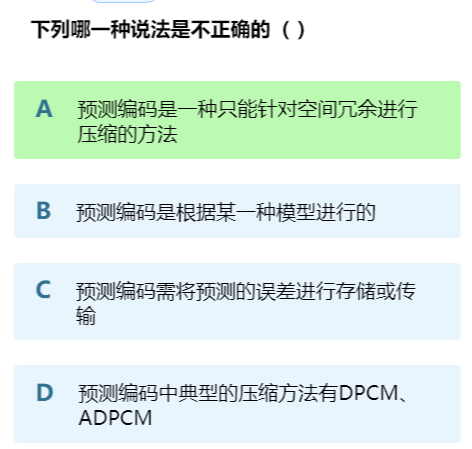 下列哪一种说法是不正确的（ ）
A 预测编码是一种只能针对空间冗余进行
压缩的方法
B 预测编码是根据某一种模型进行的
C 预测编码需将预测的误差进行存储或传
输
D 预测编码中典型的压缩方法有DPCM、
ADPCM